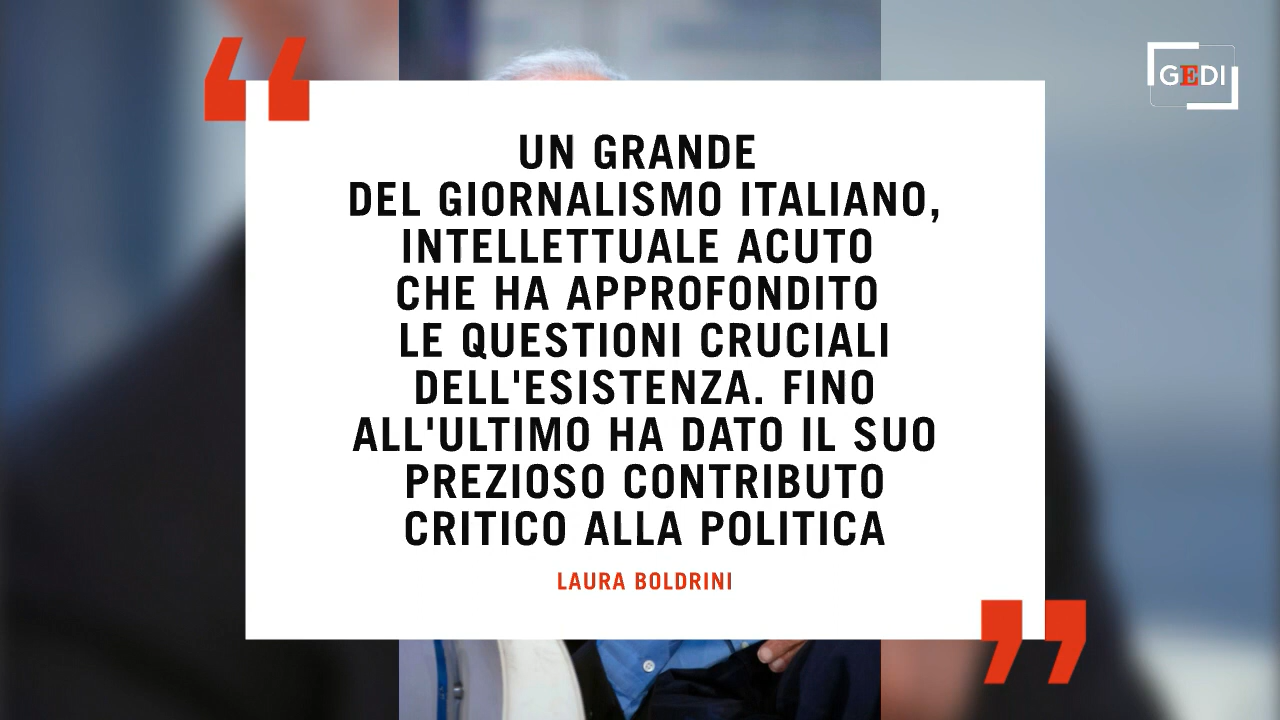 GEDI
UN GRANDE
DEL GIORNALISMO ITALIANO,
INTELLETTUALE ACUTO
CHE HA APPROFONDITO
LE QUESTIONI CRUCIALI
DELL'ESISTENZA. FINO
ALL'ULTIMO HA DATO IL SUO
PREZIOSO CONTRIBUTO
CRITICO ALLA POLITICA
LAURA BOLDRINI